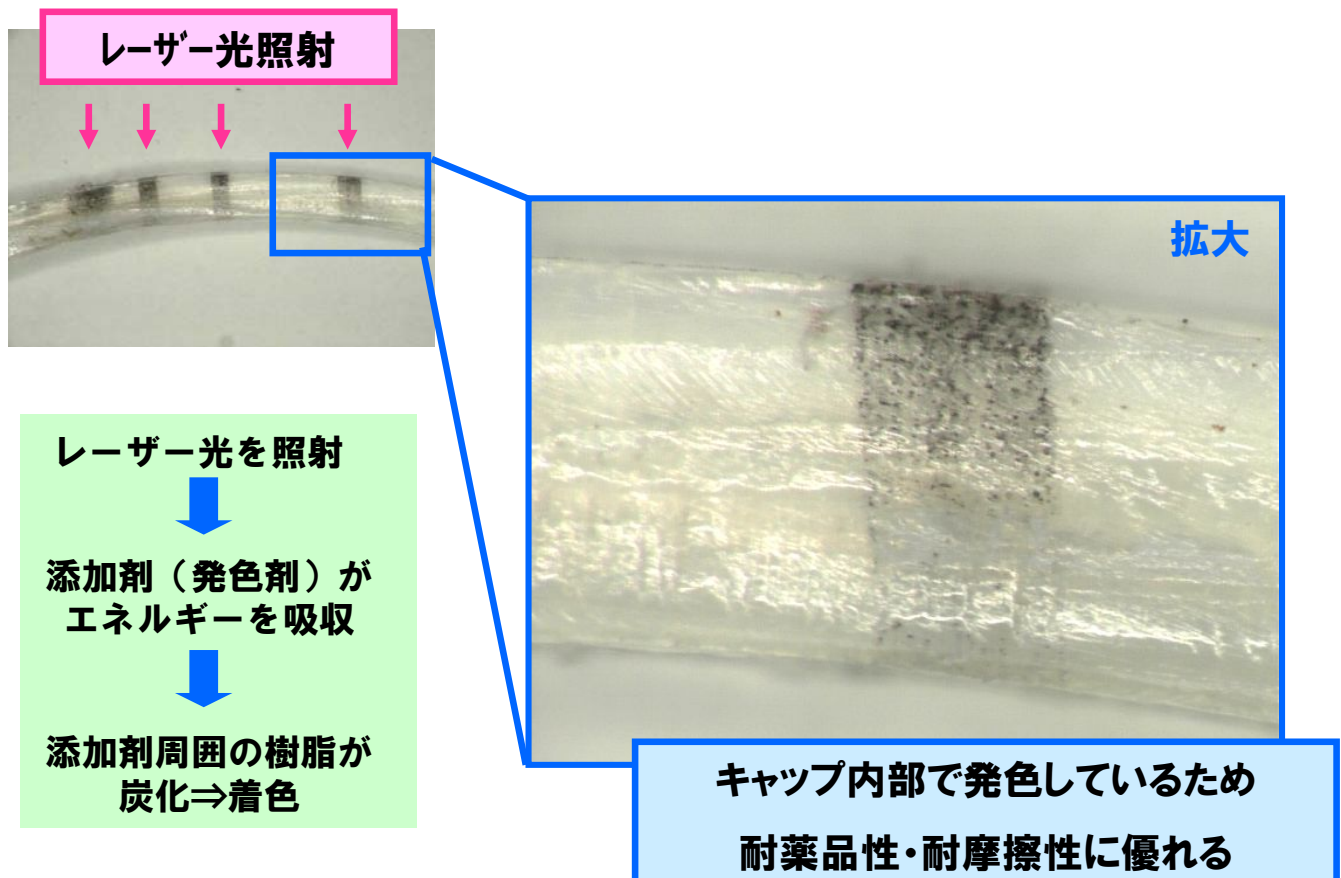 レーザー光照射
拡大
レーザー光を照射
添加剤（発色剤）が
エネルギーを吸収
添加剤周囲の樹脂が
炭化⇒着色
キャップ内部で発色しているため
耐薬品性・耐摩擦性に優れる